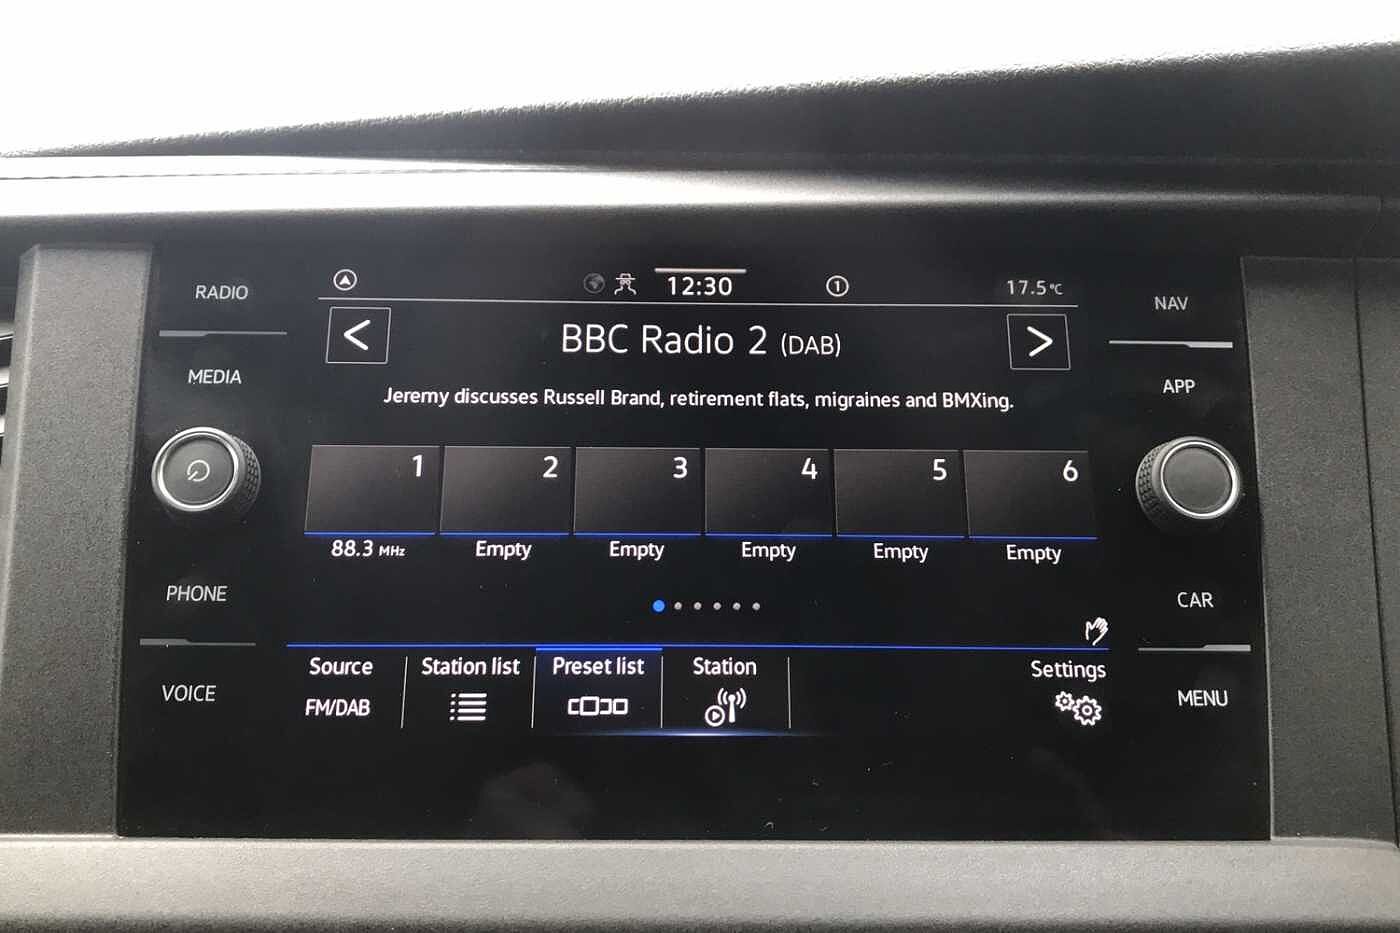 RADIO
MEDIA
PHONE
VOICE
12:30
1
17.5°C
<
BBC Radio 2 (DAB)
>
Jeremy discusses Russell Brand, retirement flats, migraines and BMXing.
1 2 3 4 5 6
88.3 MHz Empty Empty Empty Empty Empty
Source Station list Preset list Station Settings
FM/DAB
NAV
APP
CAR
MENU